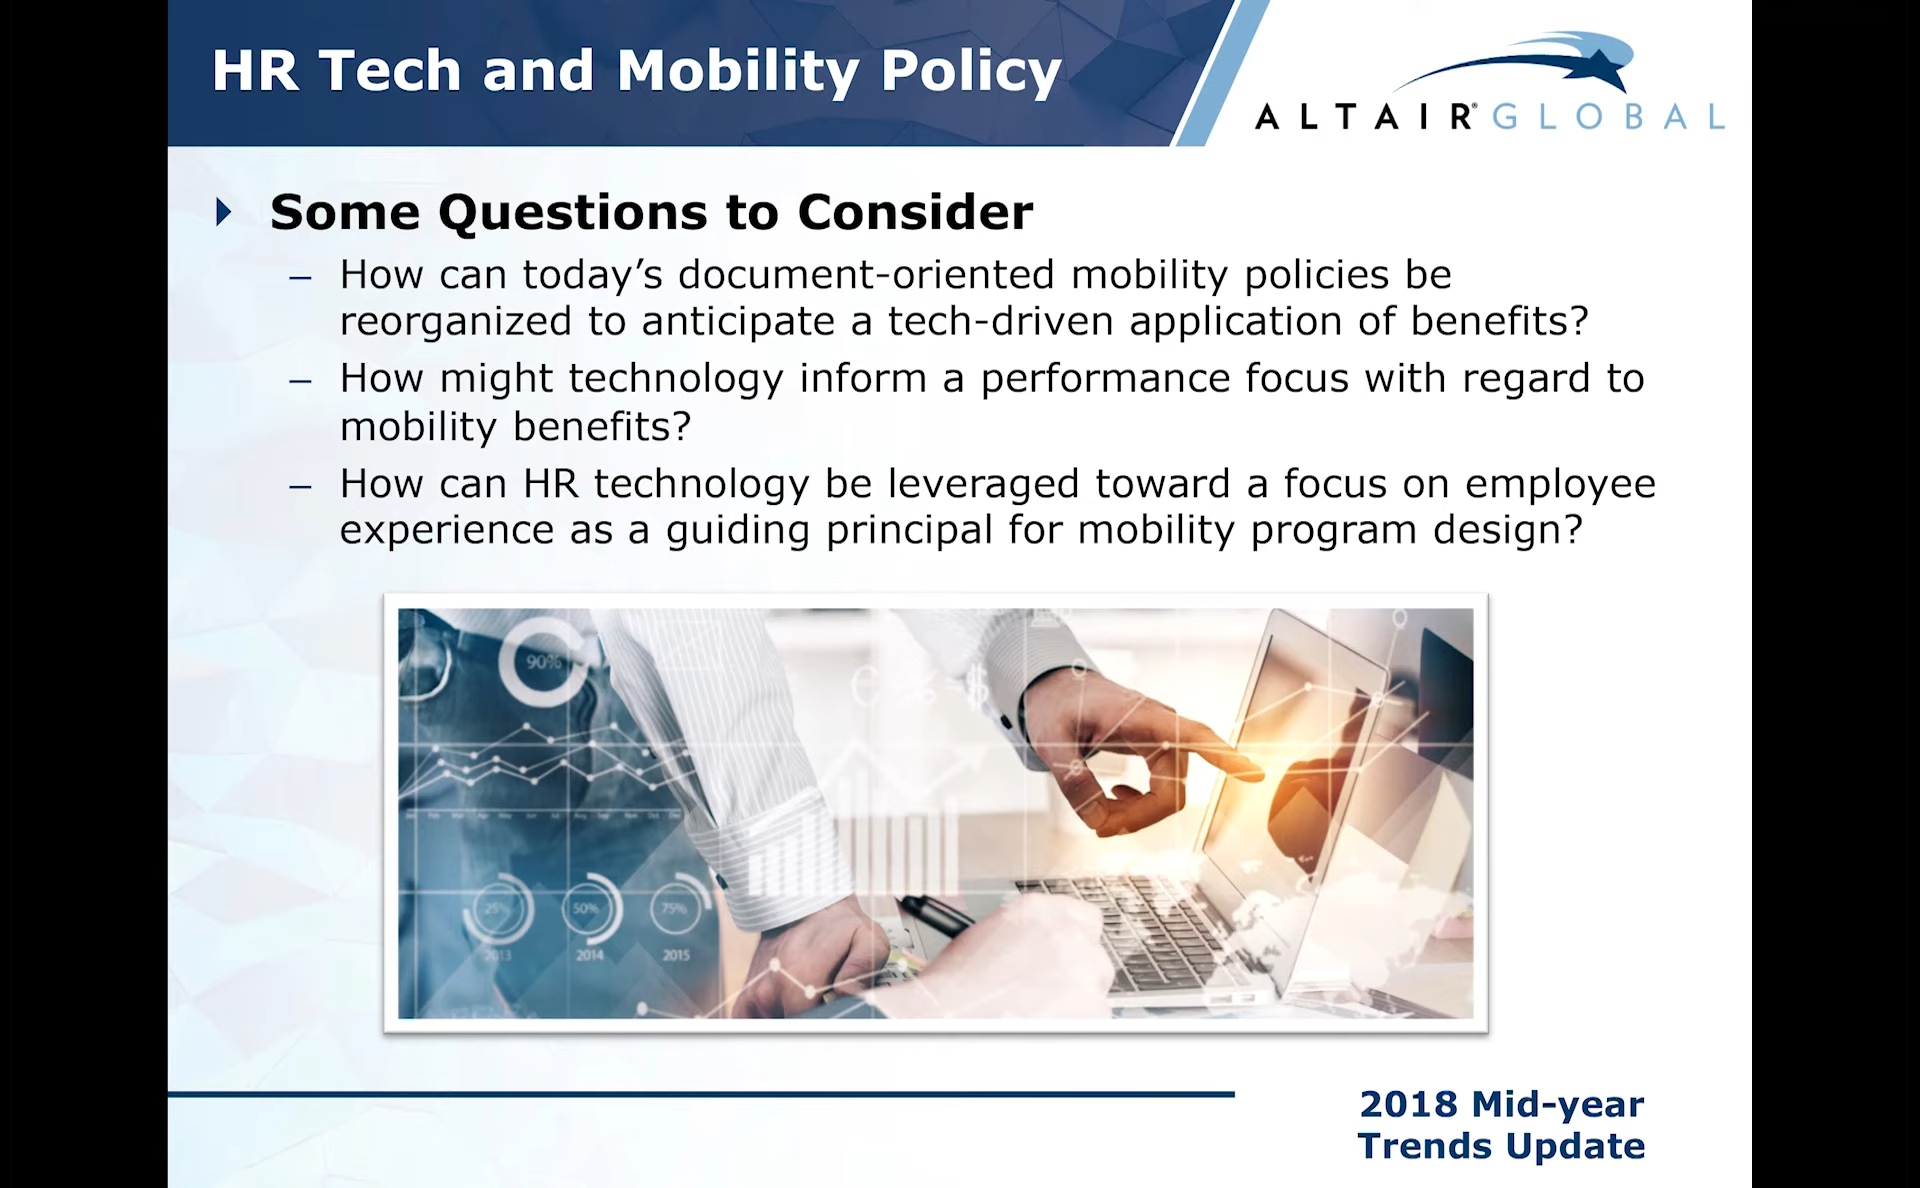 HR Tech and Mobility Policy
ALTAIR® GLOBAL
Some Questions to Consider
– How can today’s document-oriented mobility policies be
reorganized to anticipate a tech-driven application of benefits?
– How might technology inform a performance focus with regard to
mobility benefits?
– How can HR technology be leveraged toward a focus on employee
experience as a guiding principal for mobility program design?
90%
€ % $
25% 50% 75%
2013 2014 2015
2018 Mid-year
Trends Update